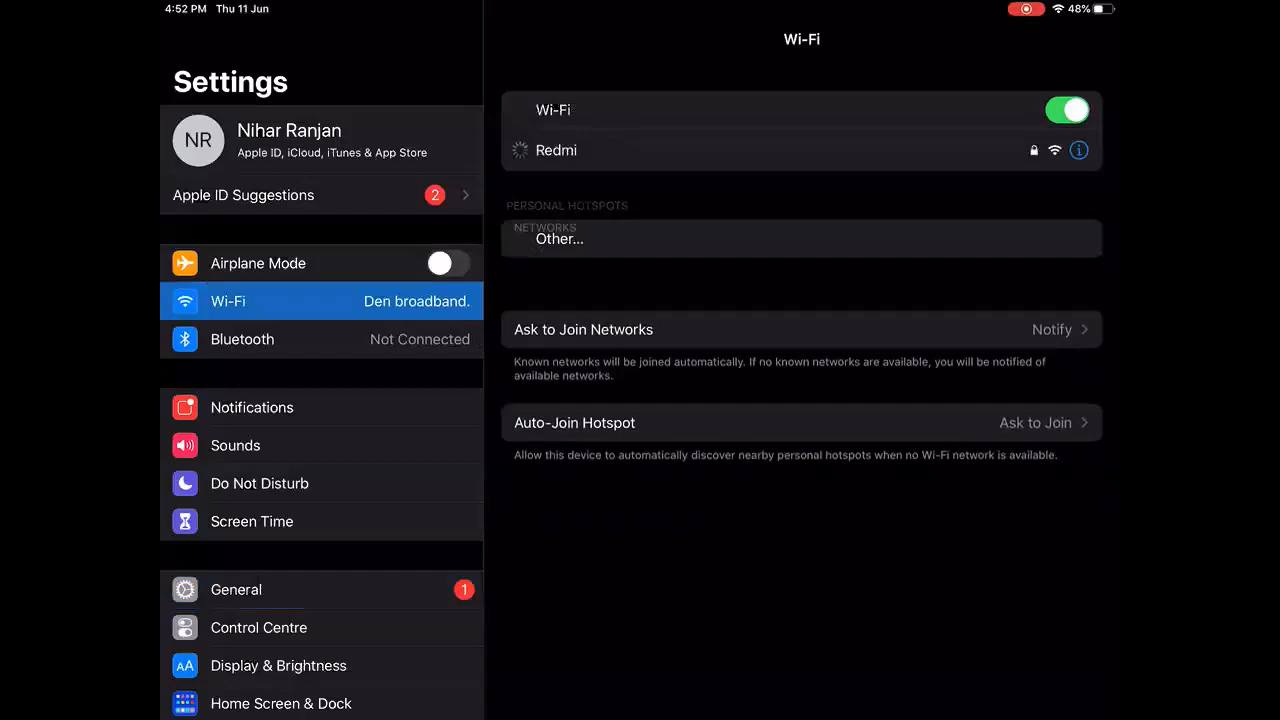 4:52 PM Thu 11 Jun
48%
Settings
NR
Nihar Ranjan
Apple ID, iCloud, iTunes & App Store
Apple ID Suggestions
2
Airplane Mode
Wi-Fi
Den broadband.
Bluetooth
Not Connected
Notifications
Sounds
Do Not Disturb
Screen Time
General
1
Control Centre
AA
Display & Brightness
Home Screen & Dock
Wi-Fi
Wi-Fi
Redmi
PERSONAL HOTSPOTS
NETWORKS
Other...
Ask to Join Networks
Notify
Known networks will be joined automatically. If no known networks are available, you will be notified of
available networks.
Auto-Join Hotspot
Ask to Join
Allow this device to automatically discover nearby personal hotspots when no Wi-Fi network is available.